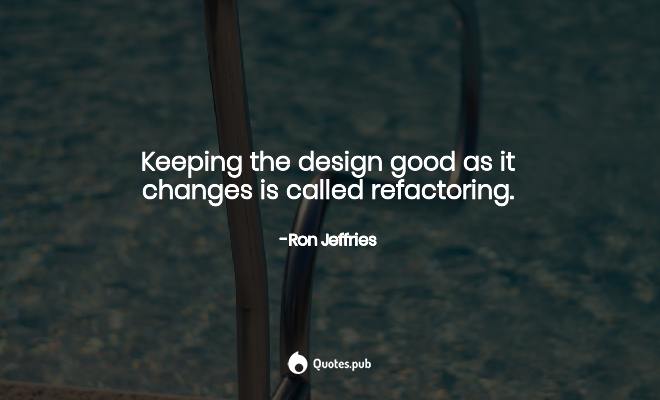 Keeping the design good as it
changes is called refactoring.
-Ron Jeffries
Quotes.pub